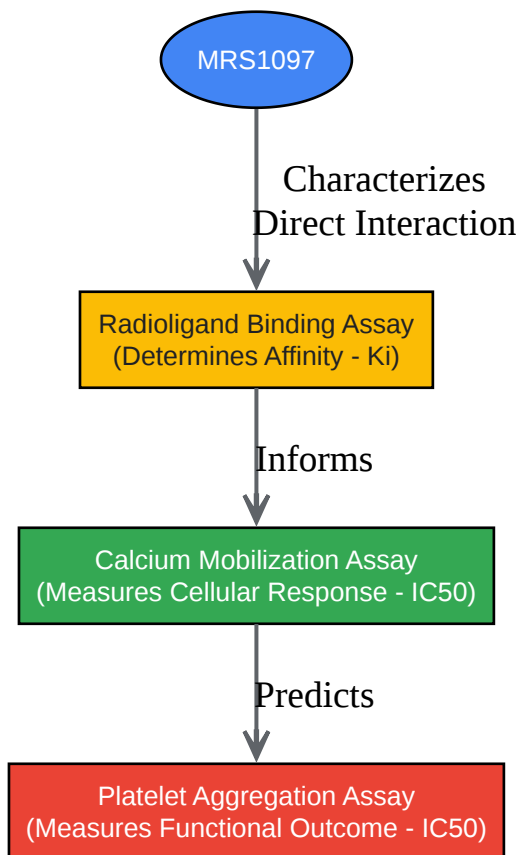 MRS1097
Characterizes
Direct Interaction
Radioligand Binding Assay
(Determines Affinity - Ki)
Informs
Calcium Mobilization Assay
(Measures Cellular Response - IC50)
Predicts
Platelet Aggregation Assay
(Measures Functional Outcome - IC50)